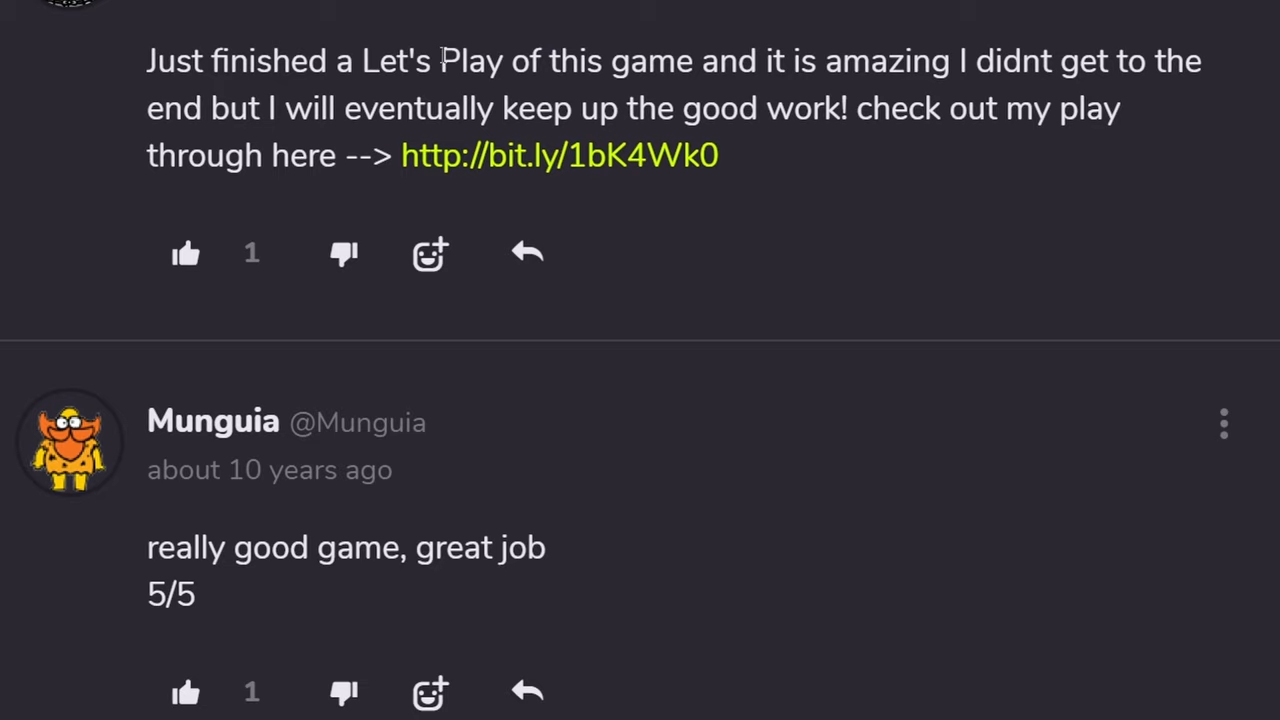 Just finished a Let's Play of this game and it is amazing I didnt get to the
end but I will eventually keep up the good work! check out my play
through here --> http://bit.ly/1bK4Wk0
1
Munguia @Munguia
about 10 years ago
really good game, great job
5/5
1